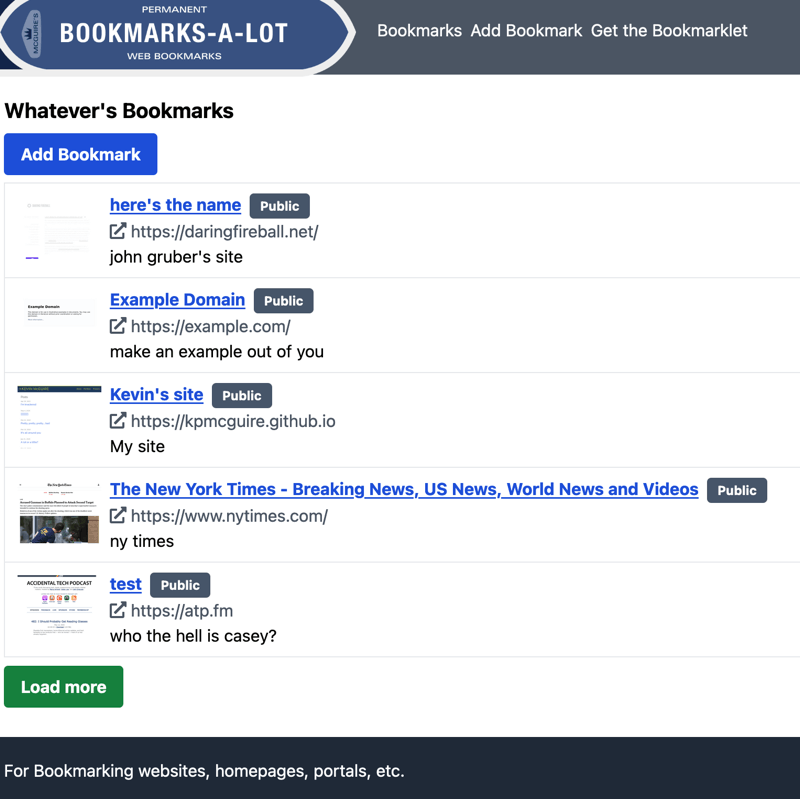 PERMANENT
MCGUIRE'S
BOOKMARKS-A-LOT
WEB BOOKMARKS
Bookmarks Add Bookmark Get the Bookmarklet
Whatever's Bookmarks
Add Bookmark
here's the name Public
https://daringfireball.net/
john gruber's site
Example Domain
Example Domain Public
https://example.com/
make an example out of you
Kevin's site Public
https://kpmcguire.github.io
My site
The New York Times
The New York Times - Breaking News, US News, World News and Videos Public
https://www.nytimes.com/
ny times
ACCIDENTAL TECH PODCAST
test Public
https://atp.fm
who the hell is casey?
Load more
For Bookmarking websites, homepages, portals, etc.